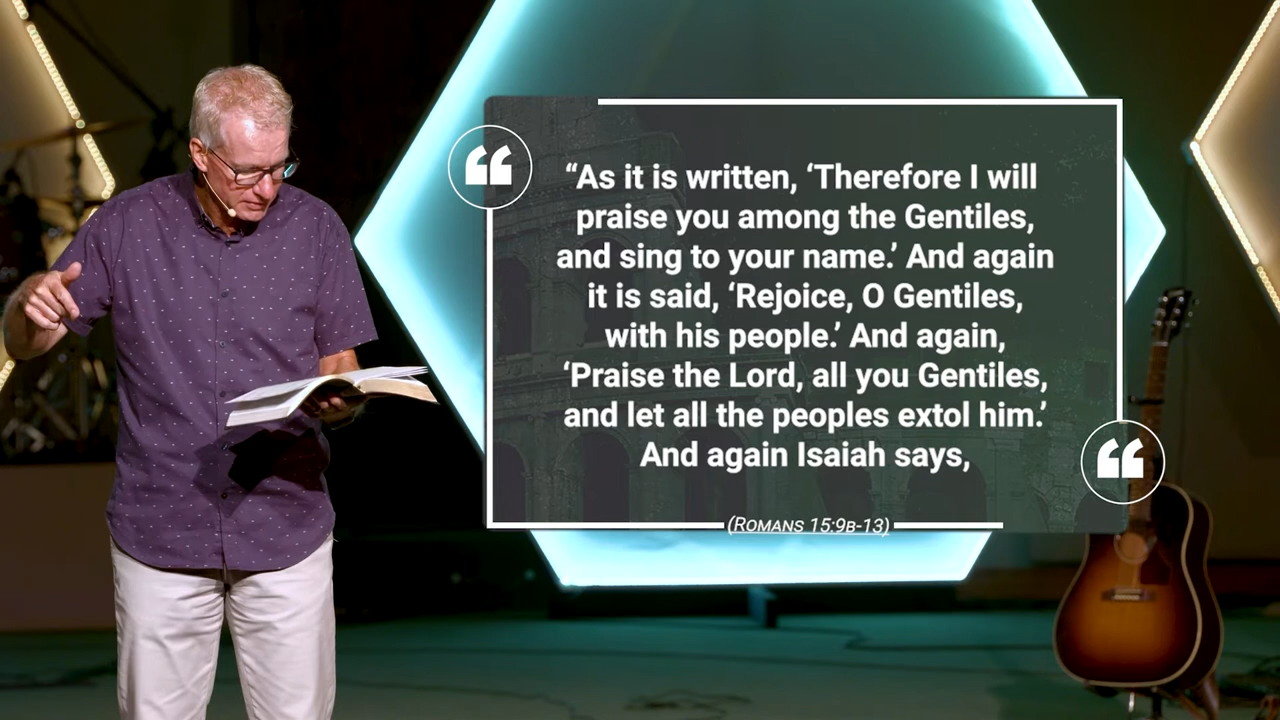 “As it is written, ‘Therefore I will
praise you among the Gentiles,
and sing to your name.’ And again
it is said, ‘Rejoice, O Gentiles,
with his people.’ And again,
‘Praise the Lord, all you Gentiles,
and let all the peoples extol him.’
And again Isaiah says,
(Romans 15:9b-13)